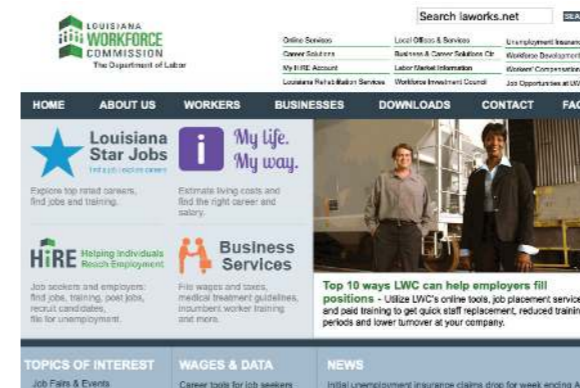 LOUISIANA
WORKFORCE
COMMISSION
The Department of Labor
Search laworks.net
Online Services
Career Solutions
My HiRE Account
Louisiana Rehabilitation Services
Local Offices & Services
Business & Career Solutions Ctr
Labor Market Information
Workforce Investment Council
Unemployment Insuranc
Workforce Development
Workers' Compensation
Job Opportunities at LW
HOME ABOUT US WORKERS BUSINESSES DOWNLOADS CONTACT FA
Louisiana
Star Jobs
Explore top rated careers,
find jobs and training.
i My life.
My way.
Estimate living costs and
find the right career and
salary.
HiRE Helping Individuals
Reach Employment
Job seekers and employers:
find jobs, training, post jobs,
recruit candidates,
file for unemployment.
Business
Services
File wages and taxes,
medical treatment guidelines,
incumbent worker training
and more.
Top 10 ways LWC can help employers fill
positions - Utilize LWC's online tools, job placement service
and paid training to get quick staff replacement, reduced trainin
periods and lower turnover at your company.
TOPICS OF INTEREST
Job Fairs & Events
WAGES & DATA
Career tools for job seekers
NEWS
Initial unemployment insurance claims drop for week ending A